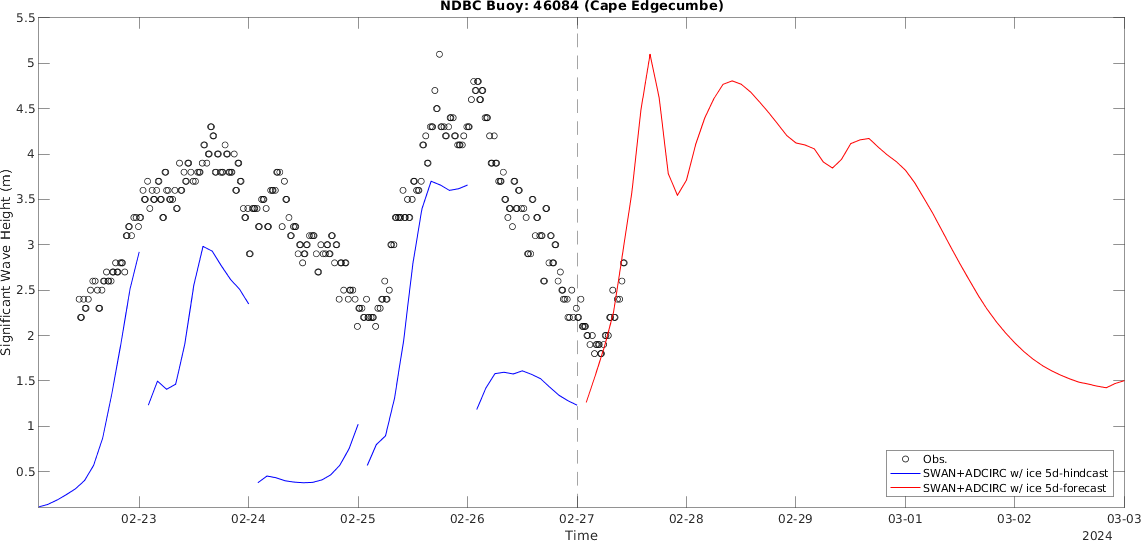 NDBC Buoy: 46084 (Cape Edgecumbe)
5.5
5
4.5
4
3.5
3
2.5
2
1.5
1
0.5
Significant Wave Height (m)
02-23 02-24 02-25 02-26 02-27 02-28 02-29 03-01 03-02 03-03
Time
2024
Obs.
SWAN+ADCIRC w/ ice 5d-hindcast
SWAN+ADCIRC w/ ice 5d-forecast